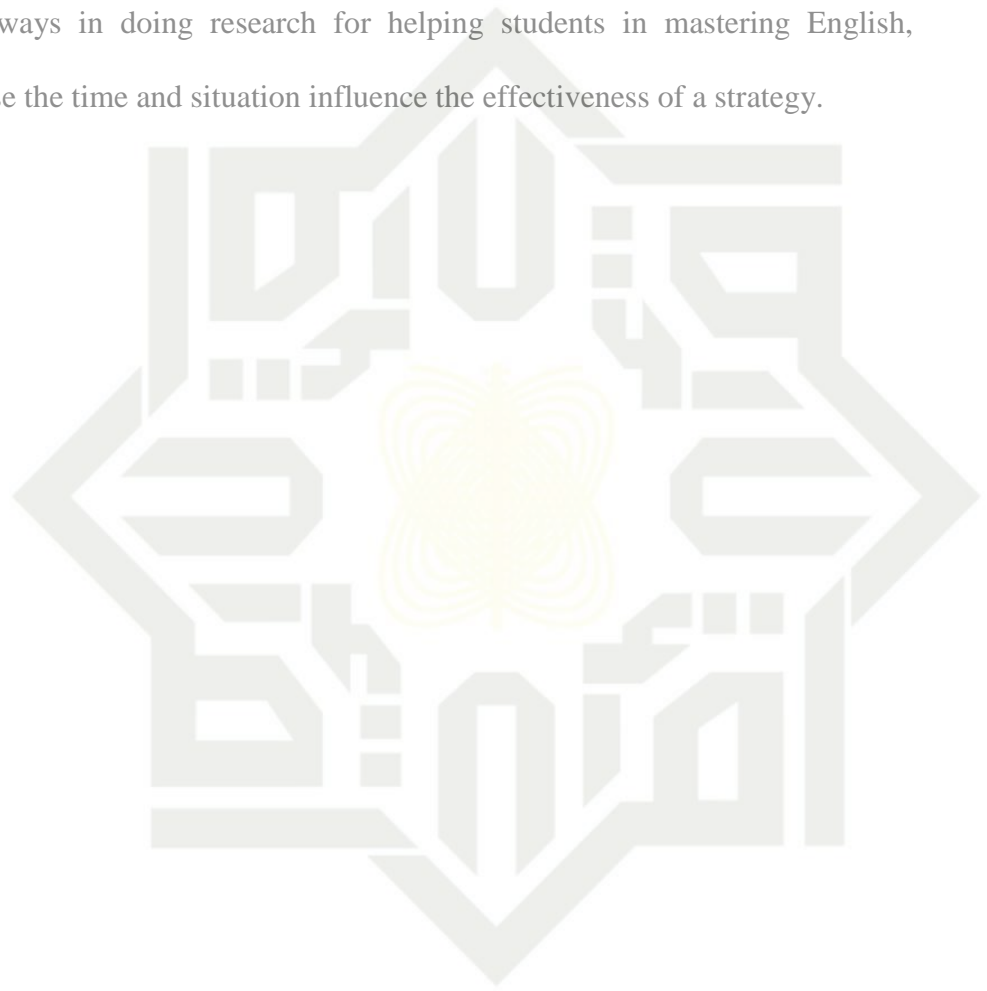 ways in doing research for helping students in mastering English,
se the time and situation influence the effectiveness of a strategy.